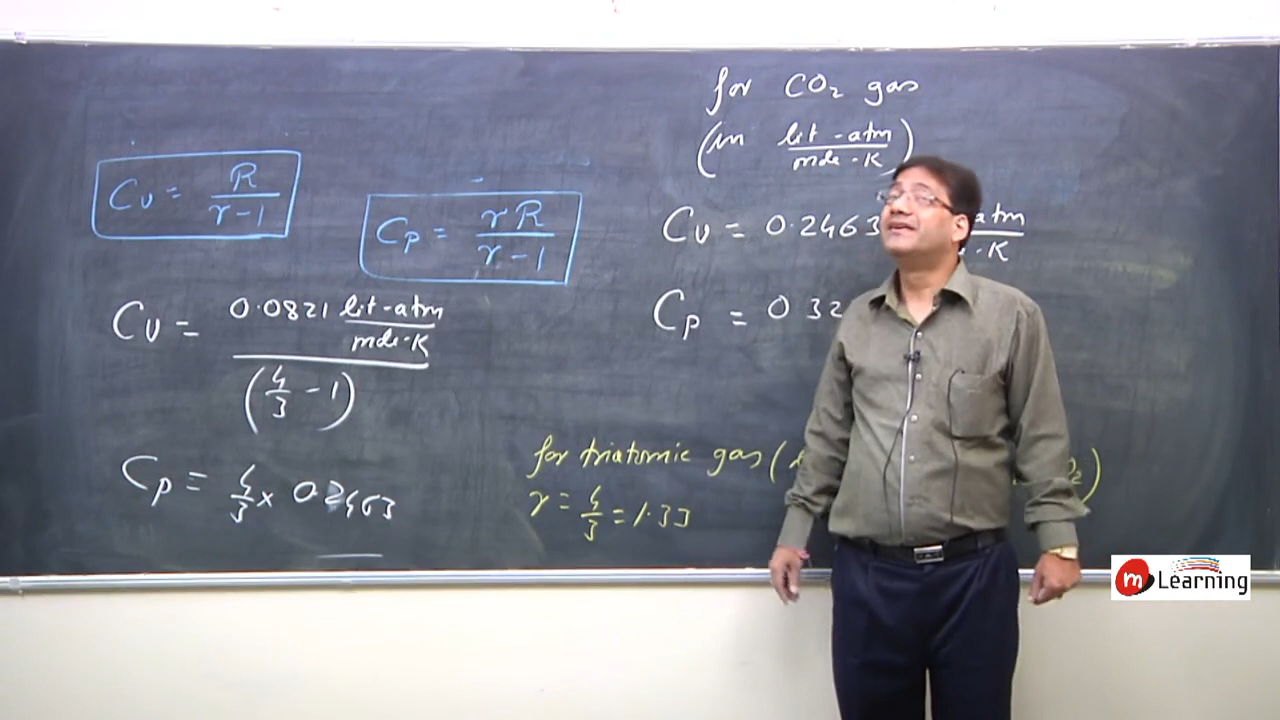 Cv = R / γ-1
Cp = γR / γ-1
Cv = 0.0821 lit-atm / mole·K / (4/3 - 1)
Cp = 4/3 × 0.2463
for CO2 gas
(in lit-atm / mole·K)
Cv = 0.2463 atm / ·K
Cp = 0.32
for triatomic gas (
γ = 4/3 = 1.33
m Learning